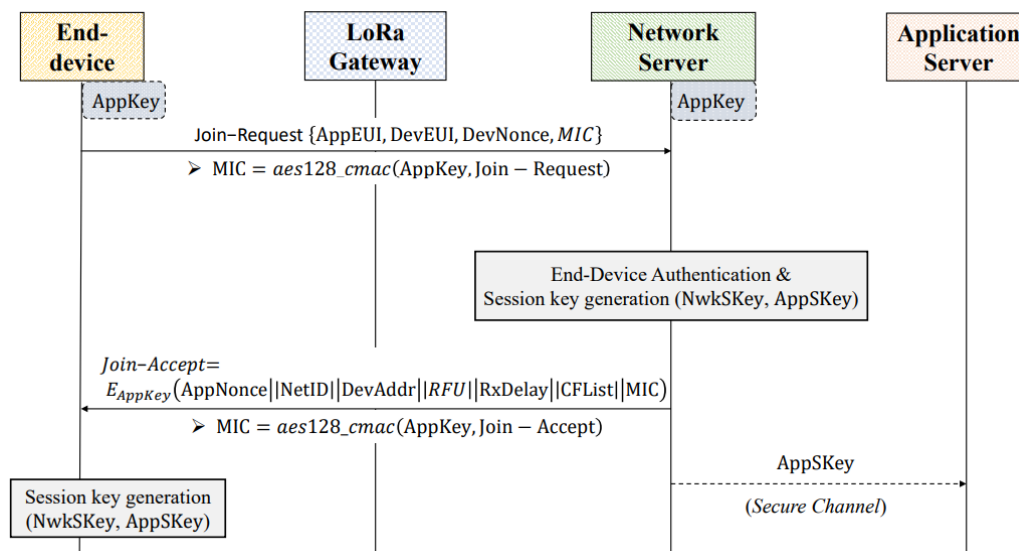 End-
device
LoRa
Gateway
Network
Server
Application
Server
AppKey
AppKey
Join−Request {AppEUI, DevEUI, DevNonce, MIC}
➢ MIC = aes128_cmac(AppKey, Join − Request)
End-Device Authentication &
Session key generation (NwkSKey, AppSKey)
Join−Accept=
E_AppKey(AppNonce||NetID||DevAddr||RFU||RxDelay||CFList||MIC)
➢ MIC = aes128_cmac(AppKey, Join − Accept)
AppSKey
(Secure Channel)
Session key generation
(NwkSKey, AppSKey)